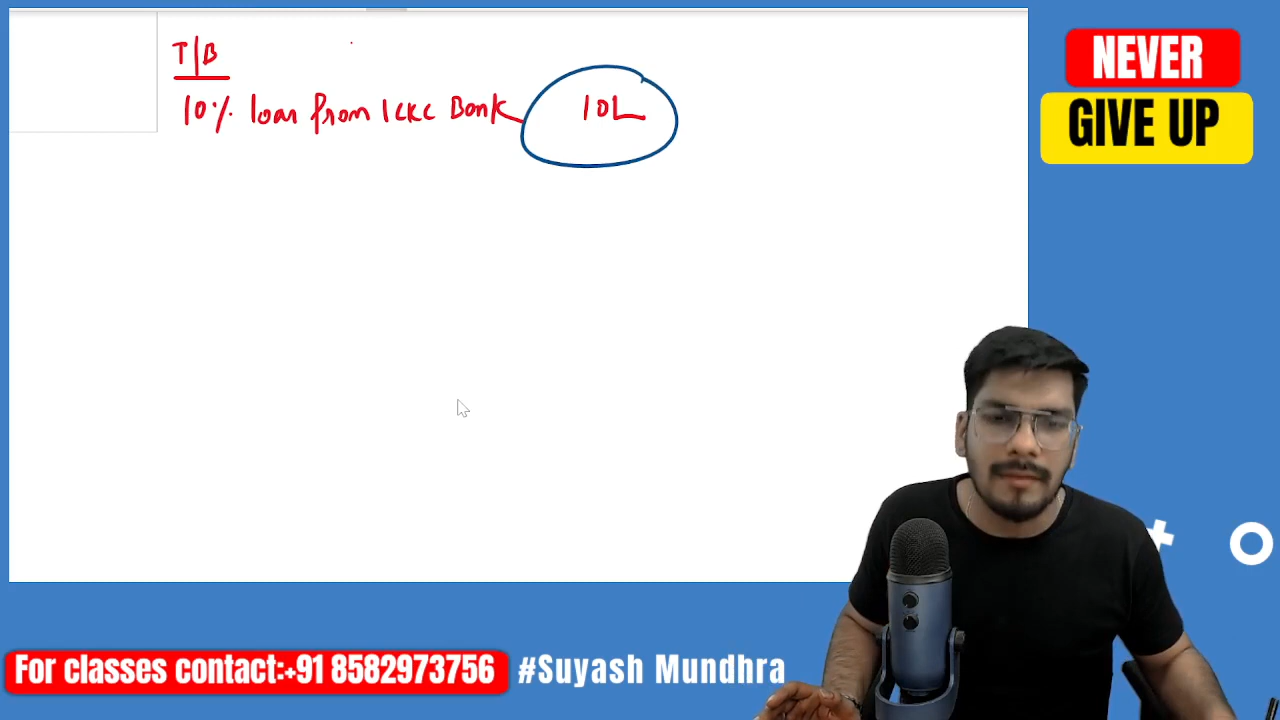 T/B
10% loan from ICICI Bank 10L
NEVER
GIVE UP
For classes contact:+91 8582973756 #Suyash Mundhra